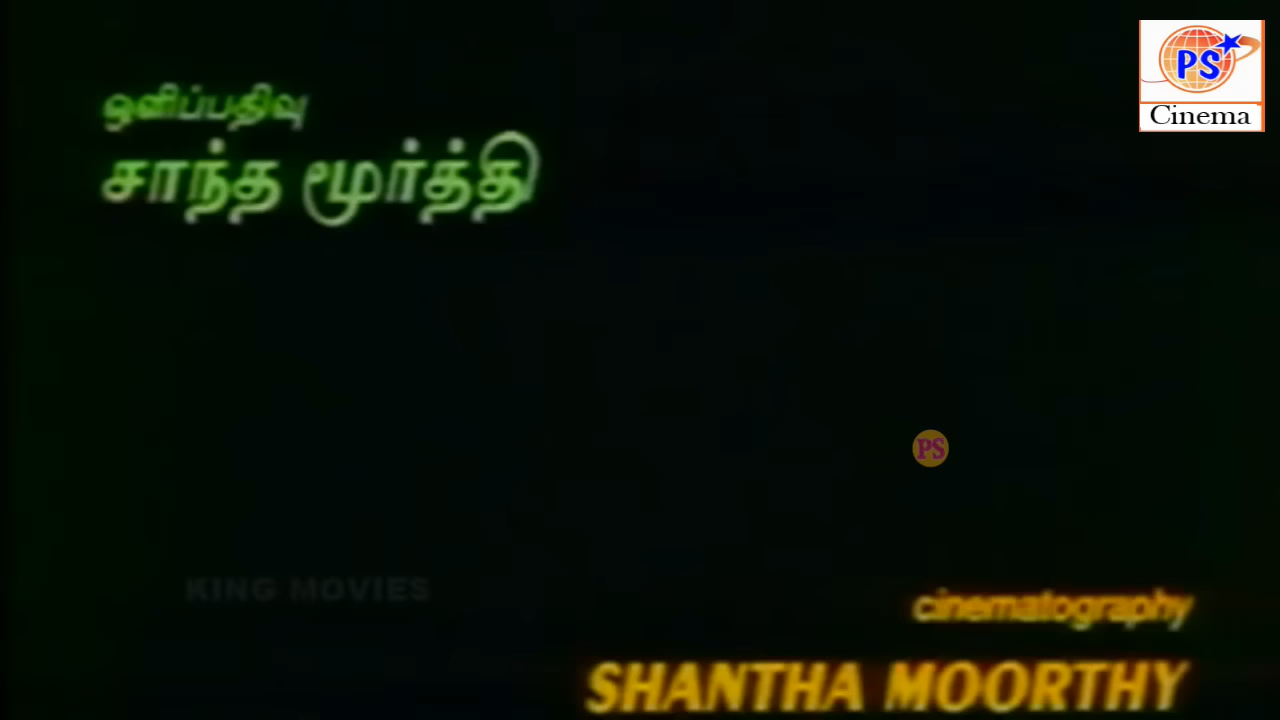 ஒளிப்பதிவு
சாந்த மூர்த்தி
PS
Cinema
PS
KING MOVIES
cinematography
SHANTHA MOORTHY